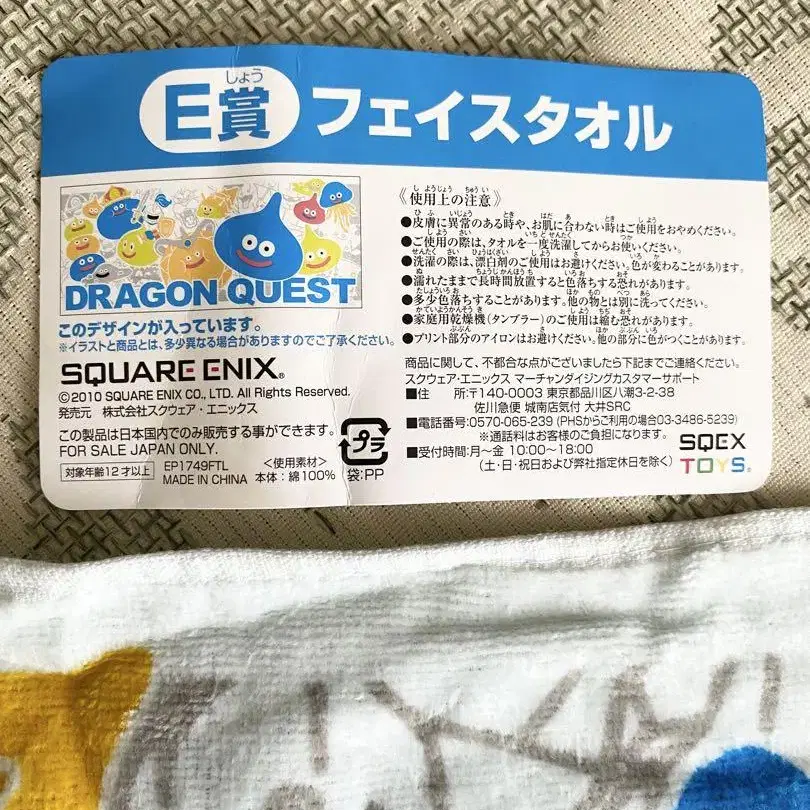 E賞
しょう
フェイスタオル
DRAGON QUEST
このデザインが入っています。
※イラストと商品とは、多少異なる場合がありますのでご了承ください。
SQUARE ENIX®
©2010 SQUARE ENIX CO., LTD. All Rights Reserved.
発売元 株式会社スクウェア・エニックス
この製品は日本国内でのみ販売する事ができます。
FOR SALE JAPAN ONLY.
対象年齢12才以上
EP1749FTL
MADE IN CHINA
<使用素材>
本体:綿100%
プラ
袋:PP
《使用上の注意》
●皮膚に異常のある時や、お肌に合わない時はご使用をおやめください。
●ご使用の際は、タオルを一度洗濯してからお使いください。
●洗濯の際は、漂白剤のご使用はお避けください。色が変わることがあります。
●濡れたままで長時間放置すると色落ちする恐れがあります。
●多少色落ちすることがあります。他の物とは別に洗ってください。
●家庭用乾燥機(タンブラー)のご使用は縮む恐れがあります。
●プリント部分のアイロンはお避けください。他の部分に色がつくことがあります。
商品に関して、不都合な点がございましたら下記までご連絡ください。
スクウェア・エニックス マーチャンダイジングカスタマーサポート
■住 所:〒140-0003 東京都品川区八潮3-2-38
佐川急便 城南店気付 大井SRC
■電話番号:0570-065-239 (PHSからご利用の場合03-3486-5239)
※通話料はお客様のご負担になります。
■受付時間:月〜金 10:00〜18:00
(土・日・祝日および弊社指定休日を除く)
SQEX
TOYS®